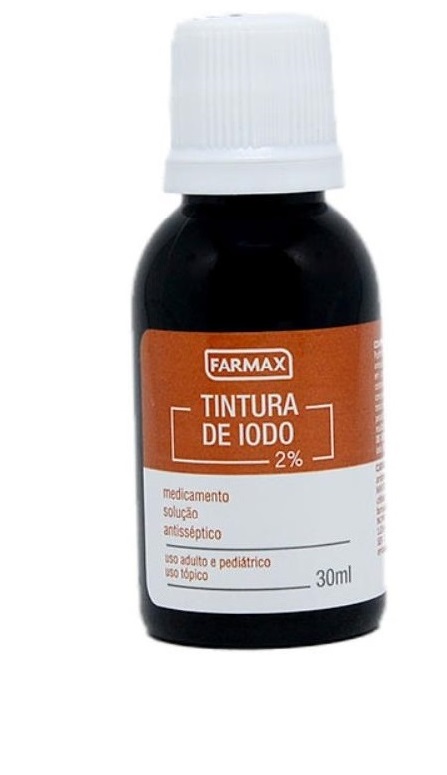 FARMAX
TINTURA
DE IODO
2%
medicamento
solução
antisséptico
uso adulto e pediátrico
uso tópico
30ml